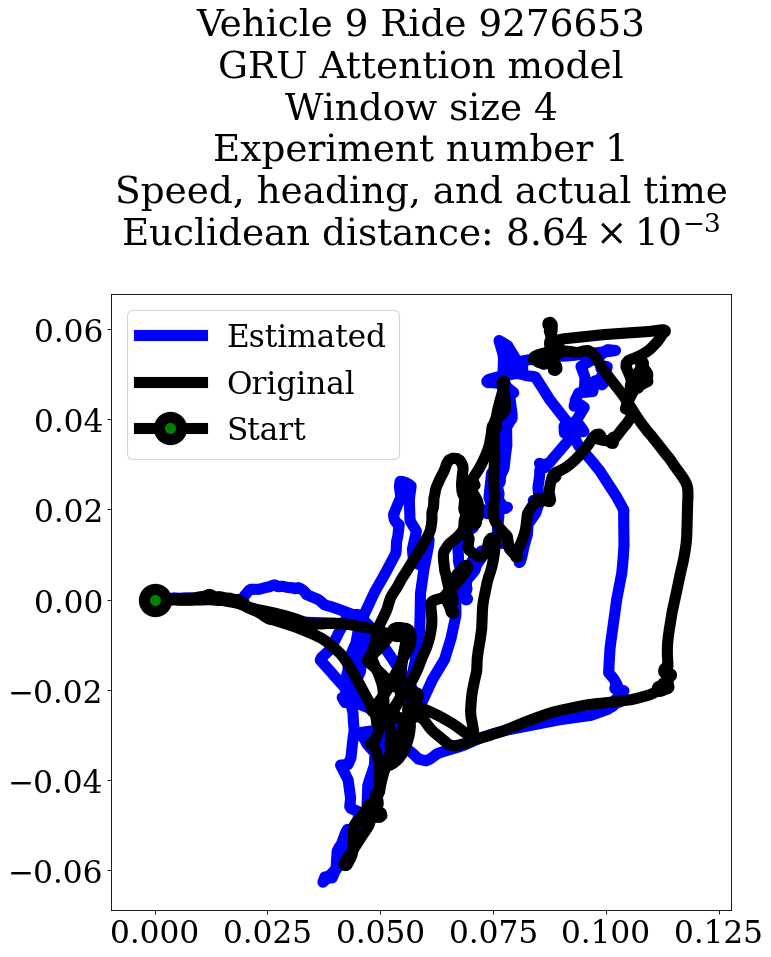 Vehicle 9 Ride 9276653
GRU Attention model
Window size 4
Experiment number 1
Speed, heading, and actual time
Euclidean distance: 8.64 × 10⁻³
Estimated
Original
Start
0.06
0.04
0.02
0.00
−0.02
−0.04
−0.06
0.000 0.025 0.050 0.075 0.100 0.125